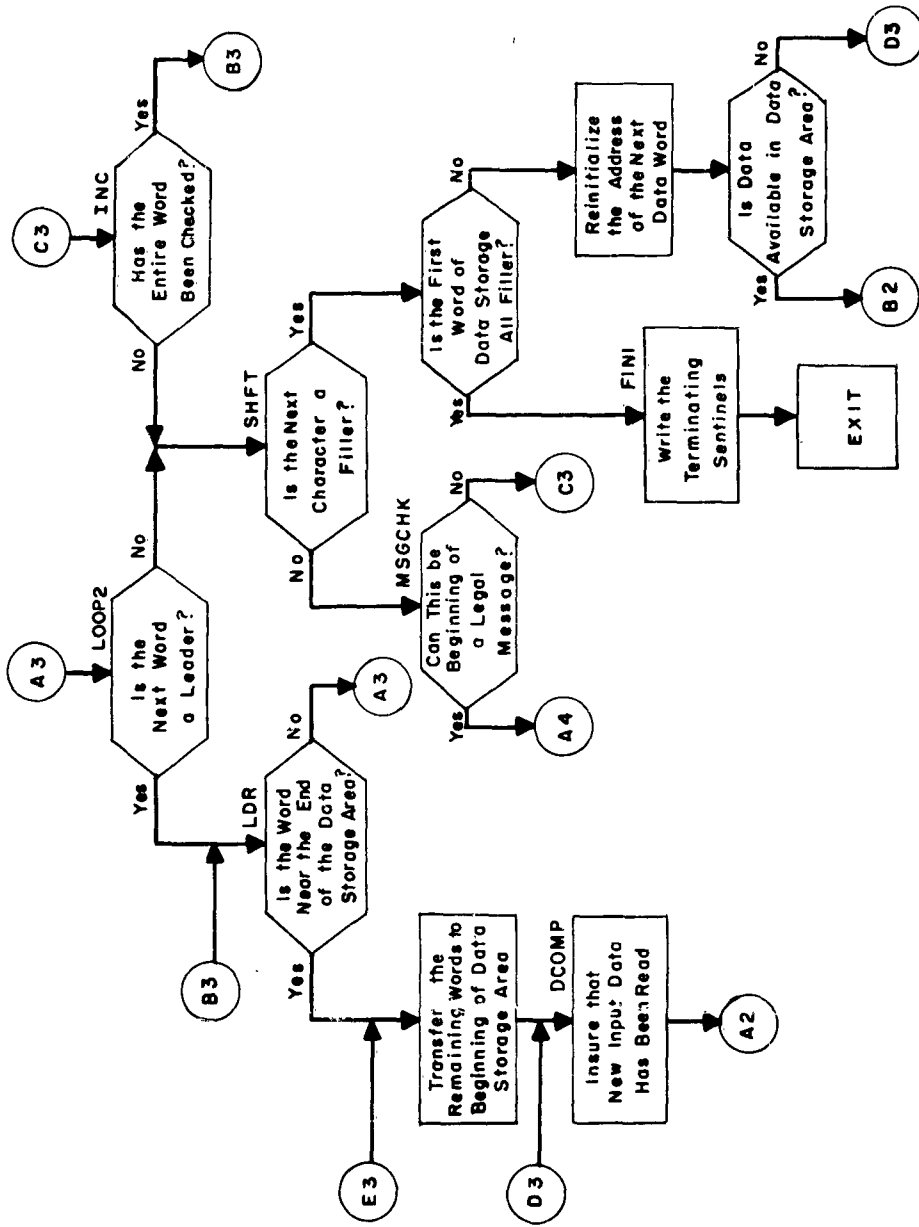 A3
LOOP2
Is the
Next Word
a Leader?
Yes
No
C3
INC
Has the
Entire Word
Been Checked?
No
Yes
B3
B3
LDR
Is the Word
Near the End
of the Data
Storage Area?
Yes
No
A3
SHFT
Is the Next
Character a
Filler?
No
Yes
E3
Transfer the
Remaining Words to
Beginning of Data
Storage Area
MSGCHK
Can This be
Beginning of
a Legal
Message?
Yes
No
A4
C3
Is the First
Word of
Data Storage
All Filler?
Yes
No
D3
DCOMP
Insure that
New Input Data
Has Been Read
A2
FINI
Write the
Terminating
Sentinels
EXIT
Reinitialize
the Address
of the Next
Data Word
Is Data
Available in Data
Storage Area?
Yes
No
B2
D3